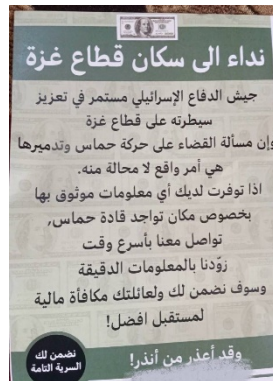 نداء الى سكان قطاع غزة
جيش الدفاع الإسرائيلي مستمر في تعزيز
سيطرته على قطاع غزة
وإن مسألة القضاء على حركة حماس وتدميرها
هي أمر واقع لا محالة منه.
اذا توفرت لديك أي معلومات موثوق بها
بخصوص مكان تواجد قادة حماس,
تواصل معنا بأسرع وقت
زوّدنا بالمعلومات الدقيقة
وسوف نضمن لك ولعائلتك مكافأة مالية
لمستقبل افضل!
وقد أعذر من أنذر!
نضمن لك
السرية التامة